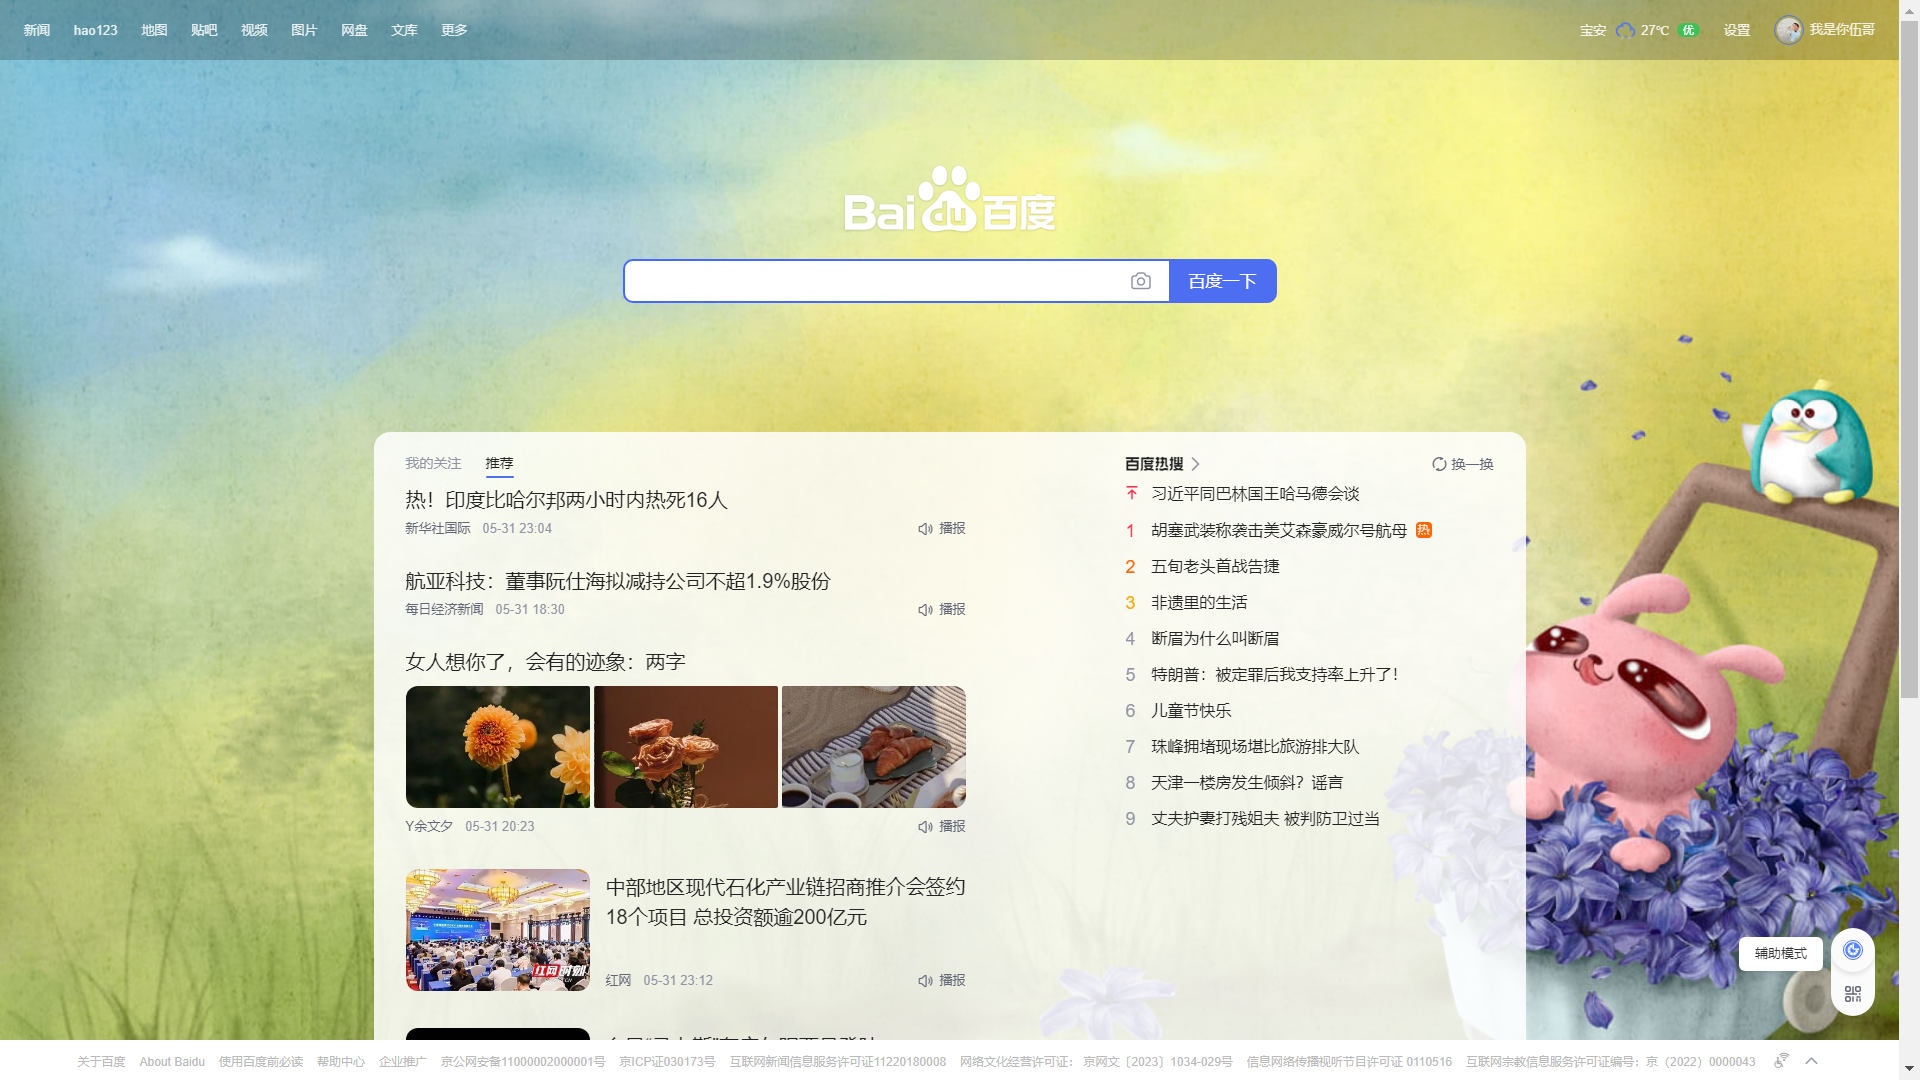 新闻 hao123 地图 贴吧 视频 图片 网盘 文库 更多
宝安 27℃ 优 设置 我是你伍哥
Bai du 百度
百度一下
我的关注 推荐
热！印度比哈尔邦两小时内热死16人
新华社国际 05-31 23:04 播报
航亚科技：董事阮仕海拟减持公司不超1.9%股份
每日经济新闻 05-31 18:30 播报
女人想你了，会有的迹象：两字
Y余文夕 05-31 20:23 播报
中部地区现代石化产业链招商推介会签约
18个项目 总投资额逾200亿元
红网时刻
红网 05-31 23:12 播报
百度热搜 换一换
习近平同巴林国王哈马德会谈
1 胡塞武装称袭击美艾森豪威尔号航母 热
2 五旬老头首战告捷
3 非遗里的生活
4 断眉为什么叫断眉
5 特朗普：被定罪后我支持率上升了！
6 儿童节快乐
7 珠峰拥堵现场堪比旅游排大队
8 天津一楼房发生倾斜？谣言
9 丈夫护妻打残姐夫 被判防卫过当
辅助模式
关于百度 About Baidu 使用百度前必读 帮助中心 企业推广 京公网安备11000002000001号 京ICP证030173号 互联网新闻信息服务许可证11220180008 网络文化经营许可证： 京网文〔2023〕1034-029号 信息网络传播视听节目许可证 0110516 互联网宗教信息服务许可证编号：京（2022）0000043